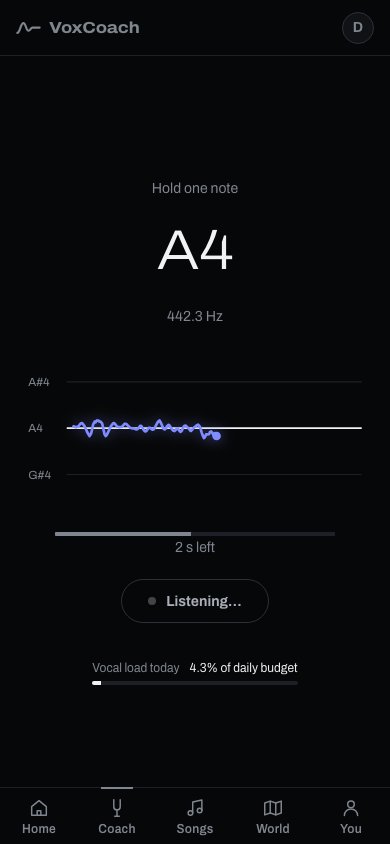 VoxCoach
D
Hold one note
A4
442.3 Hz
A#4
A4
G#4
2 s left
Listening...
Vocal load today 4.3% of daily budget
Home Coach Songs World You